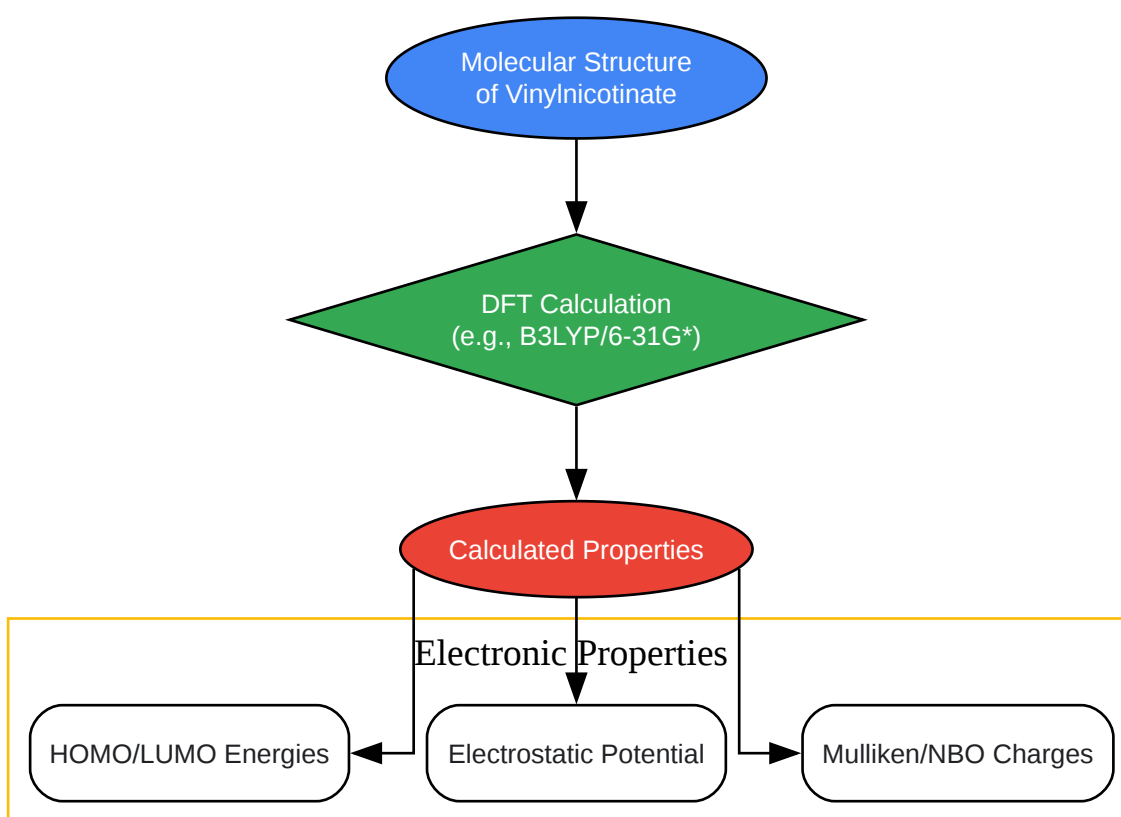 Molecular Structure
of Vinylnicotinate
DFT Calculation
(e.g., B3LYP/6-31G*)
Calculated Properties
Electronic Properties
HOMO/LUMO Energies
Electrostatic Potential
Mulliken/NBO Charges